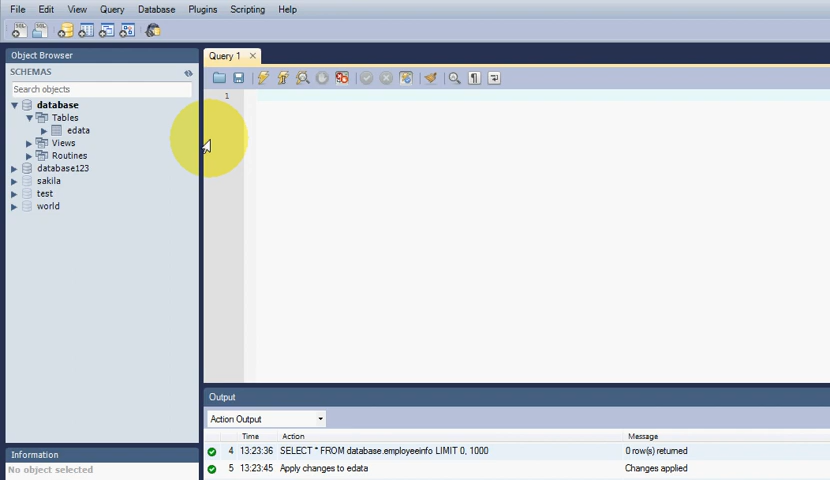 File Edit View Query Database Plugins Scripting Help
Object Browser
SCHEMAS
Search objects
database
Tables
edata
Views
Routines
database123
sakila
test
world
Information
No object selected
Query 1
1
Output
Action Output
Time Action Message
4 13:23:36 SELECT * FROM database.employeeinfo LIMIT 0, 1000 0 row(s) returned
5 13:23:45 Apply changes to edata Changes applied